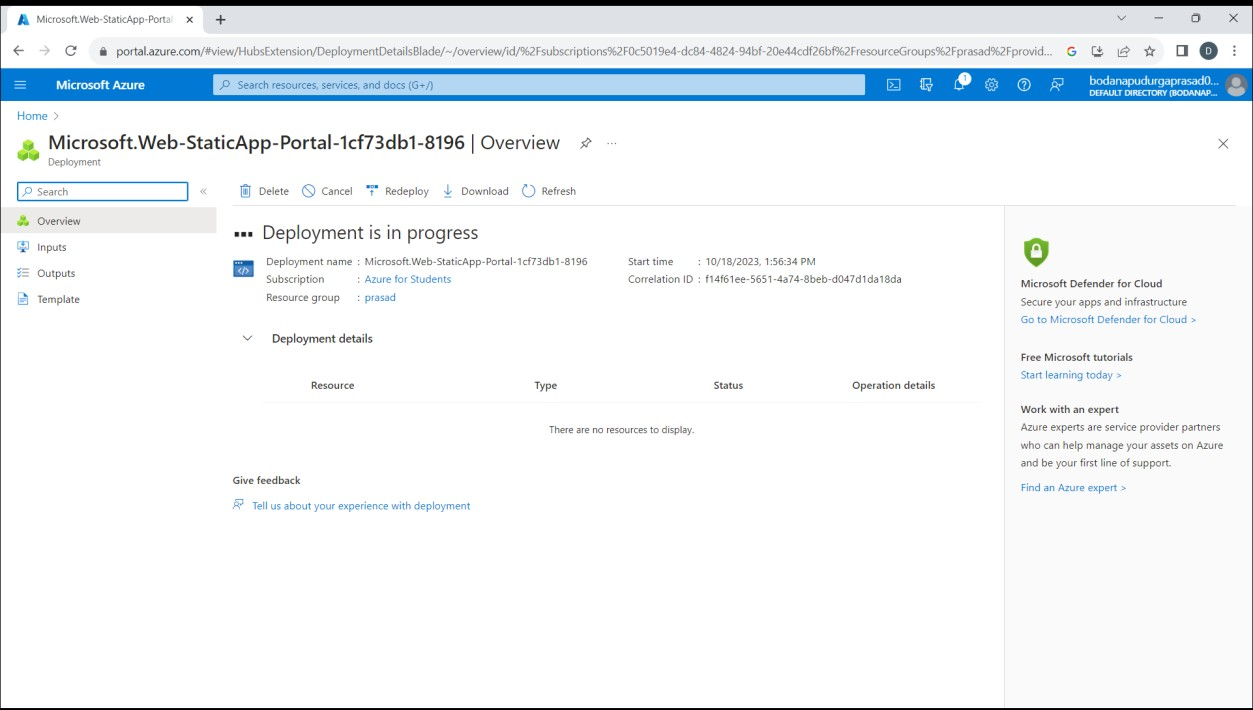 Microsoft.Web-StaticApp-Portal
portal.azure.com/#view/HubsExtension/DeploymentDetailsBlade/~/overview/id/%2Fsubscriptions%2F0c5019e4-dc84-4824-94bf-20e44cdf26bf%2FresourceGroups%2Fprasad%2Fprovid...
G
D
Microsoft Azure
Search resources, services, and docs (G+/)
1
bodanapudurgaprasad0...
DEFAULT DIRECTORY (BODANAP...
Home >
Microsoft.Web-StaticApp-Portal-1cf73db1-8196 | Overview
...
Deployment
Search
«
Delete
Cancel
Redeploy
Download
Refresh
Overview
Inputs
Outputs
Template
Deployment is in progress
Deployment name : Microsoft.Web-StaticApp-Portal-1cf73db1-8196
Subscription : Azure for Students
Resource group : prasad
Start time : 10/18/2023, 1:56:34 PM
Correlation ID : f14f61ee-5651-4a74-8beb-d047d1da18da
Deployment details
Resource Type Status Operation details
There are no resources to display.
Give feedback
Tell us about your experience with deployment
Microsoft Defender for Cloud
Secure your apps and infrastructure
Go to Microsoft Defender for Cloud >
Free Microsoft tutorials
Start learning today >
Work with an expert
Azure experts are service provider partners
who can help manage your assets on Azure
and be your first line of support.
Find an Azure expert >